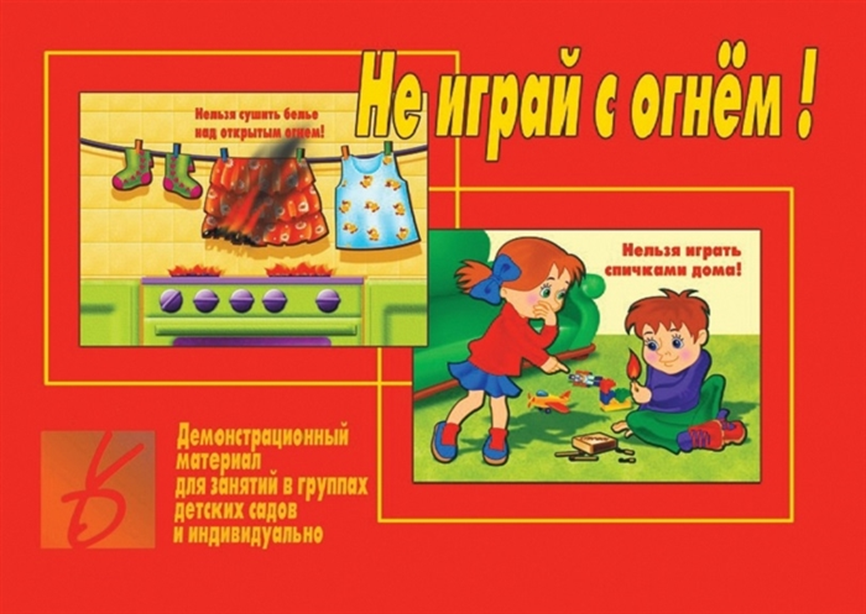 Не играй с огнём !
Нельзя сушить белье
над открытым огнем!
Нельзя играть
спичками дома!
Демонстрационный
материал
для занятий в группах
детских садов
и индивидуально